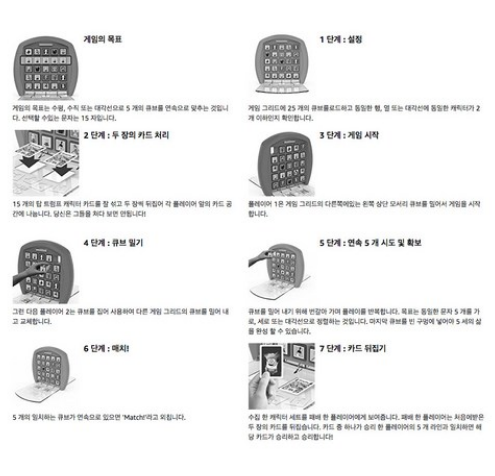 게임의 목표
게임의 목표는 수평, 수직 또는 대각선으로 5 개의 큐브를 연속으로 맞추는 것입니
다. 선택할 수있는 문자는 15 자입니다.
1 단계 : 설정
게임 그리드에 25 개의 큐브를로드하고 동일한 행, 열 또는 대각선에 동일한 캐릭터가 2
개 이하인지 확인합니다.
2 단계 : 두 장의 카드 처리
15 개의 탑 트럼프 캐릭터 카드를 잘 섞고 두 장씩 뒤집어 각 플레이어 앞의 카드 공
간에 나눕니다. 당신은 그들을 쳐다 보면 안됩니다!
3 단계 : 게임 시작
플레이어 1은 게임 그리드의 다른쪽에있는 왼쪽 상단 모서리 큐브를 밀어서 게임을 시작
합니다.
4 단계 : 큐브 밀기
그런 다음 플레이어 2는 큐브를 집어 사용하여 다른 게임 그리드의 큐브를 밀어 내
고 교체합니다.
5 단계 : 연속 5 개 시도 및 확보
큐브를 밀어 내기 위해 번갈아 가며 플레이를 반복합니다. 목표는 동일한 문자 5 개를 가
로, 세로 또는 대각선으로 정렬하는 것입니다. 마지막 큐브를 빈 구멍에 넣어야 5 세의 삶
을 완성 할 수 있습니다.
6 단계 : 매치!
5 개의 일치하는 큐브가 연속으로 있으면 'Match!'라고 외칩니다.
7 단계 : 카드 뒤집기
수집 한 캐릭터 세트를 패배 한 플레이어에게 보여줍니다. 패배 한 플레이어는 처음에받은
두 장의 카드를 뒤집습니다. 카드 중 하나가 승리 한 플레이어의 5 개 라인과 일치하면 해
당 카드가 승리하고 승리합니다!